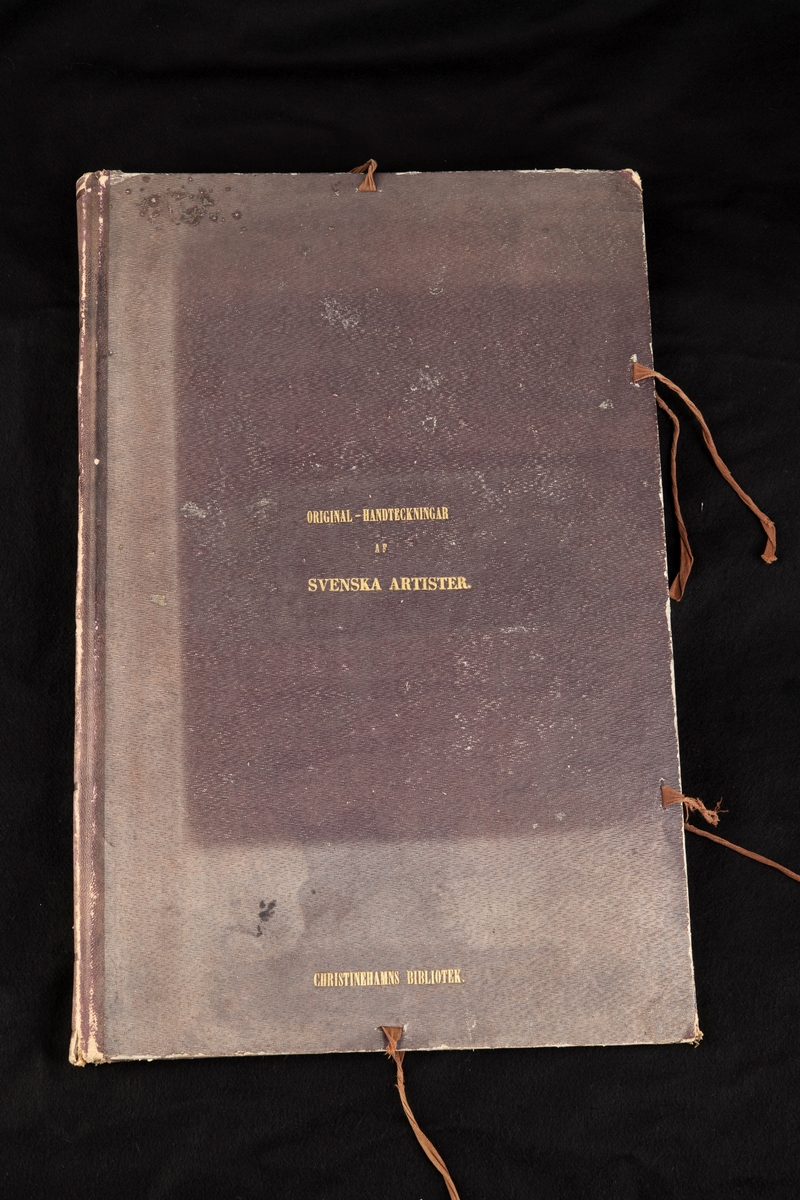 ORIGINAL-HANDTECKNINGAR
AF
SVENSKA ARTISTER.
CHRISTINEHAMNS BIBLIOTEK.